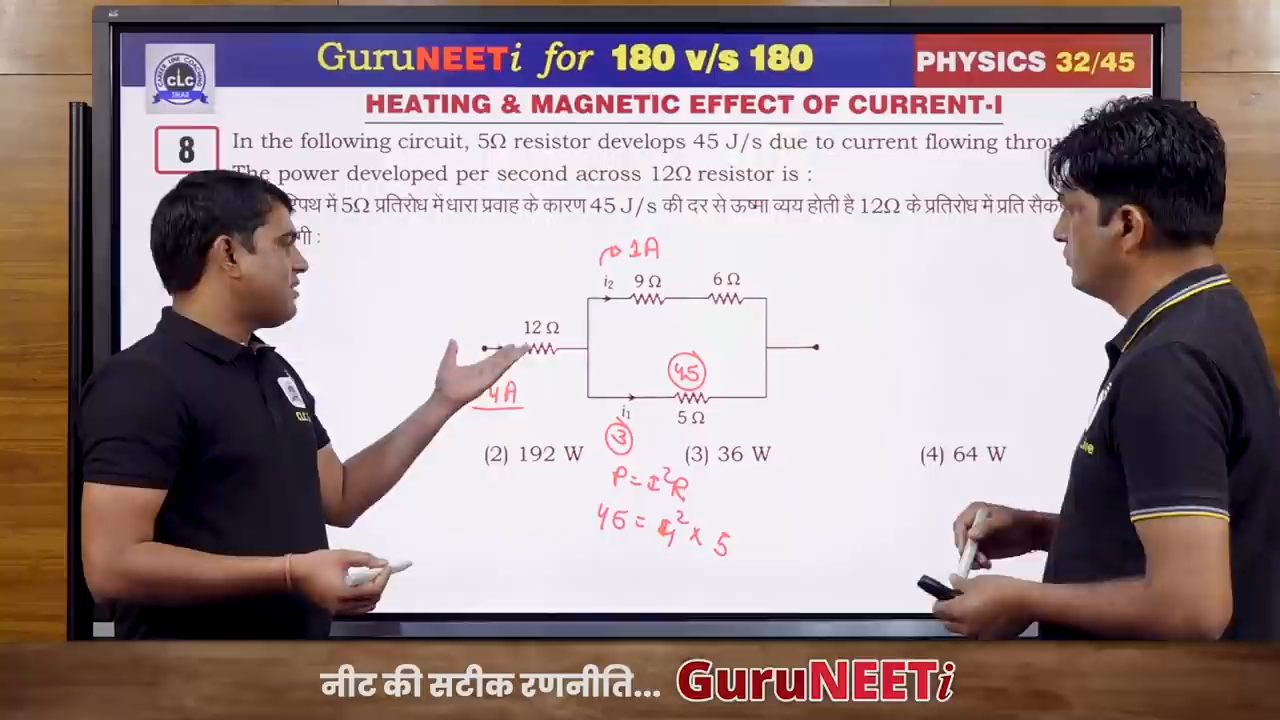 GuruNEETi for 180 v/s 180
PHYSICS 32/45
CLC
HEATING & MAGNETIC EFFECT OF CURRENT-I
8
In the following circuit, 5Ω resistor develops 45 J/s due to current flowing
The power developed per second across 12Ω resistor is :
में 5Ω प्रतिरोध में धारा प्रवाह के कारण 45 J/s की दर से ऊष्मा व्यय होती है 12Ω के प्रतिरोध में प्रति
1A
i₂ 9 Ω 6 Ω
12 Ω
45
4A
i₁ 5 Ω
3
(2) 192 W (3) 36 W (4) 64 W
P = I²R
45 = i₁² × 5
नीट की सटीक रणनीति... GuruNEETi